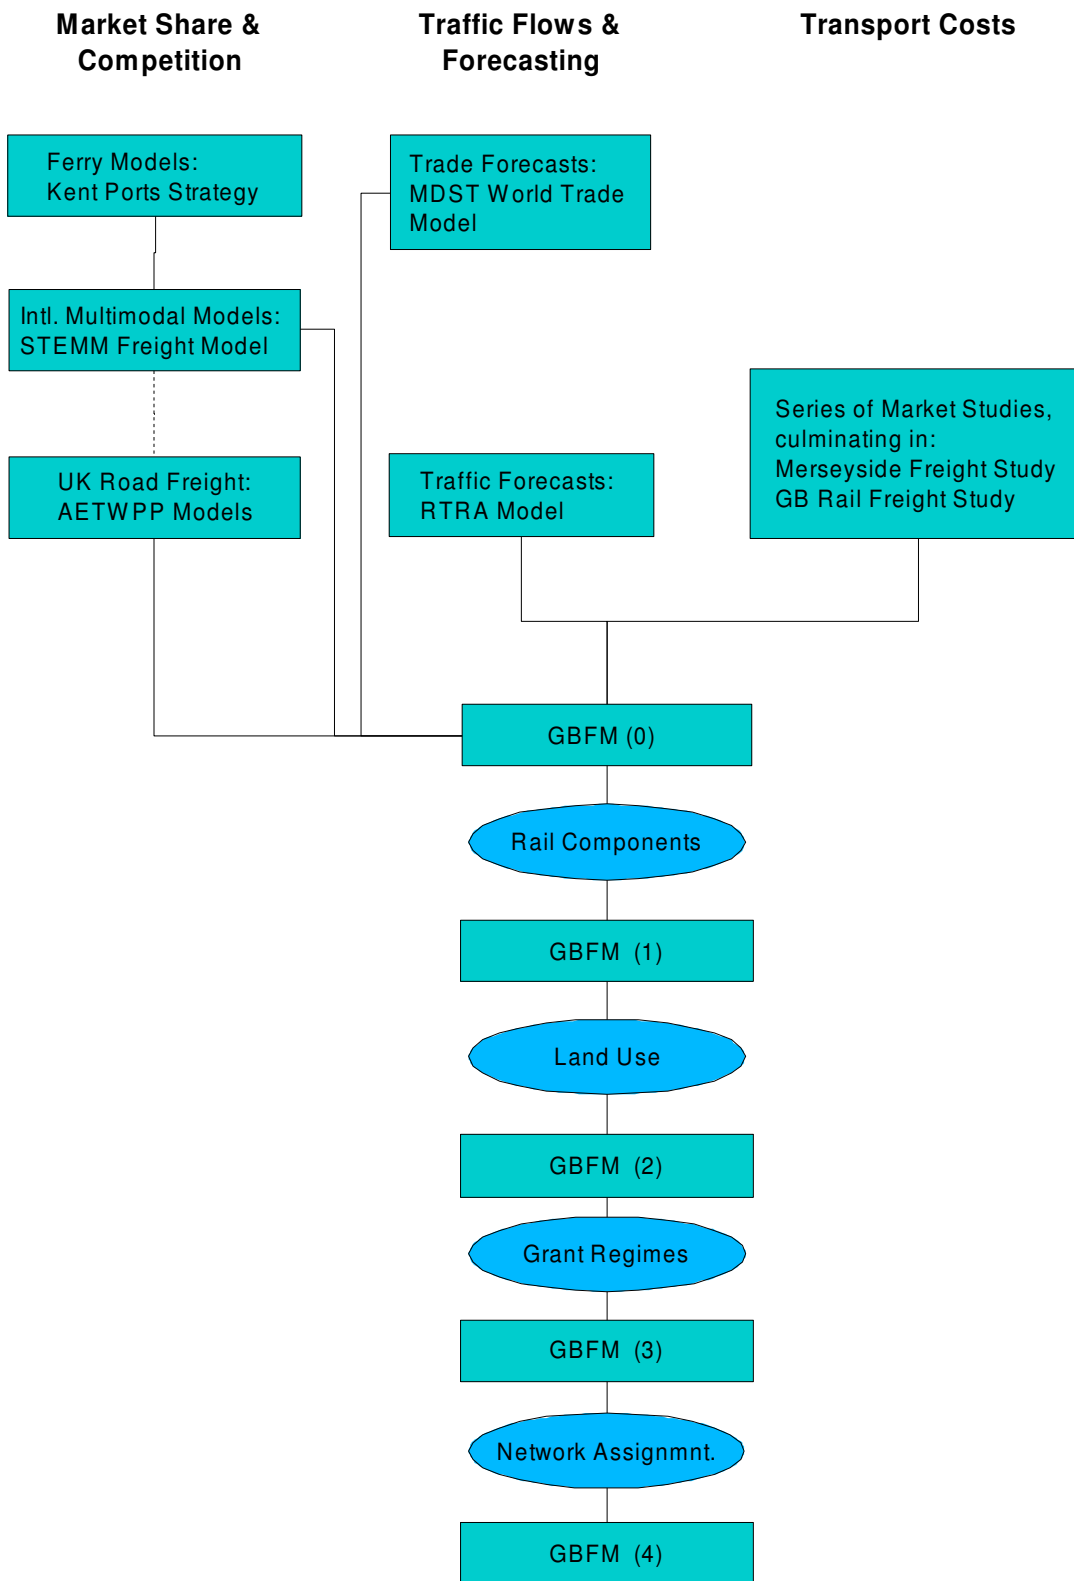 Market Share &
Competition
Traffic Flows &
Forecasting
Transport Costs
Ferry Models:
Kent Ports Strategy
Trade Forecasts:
MDST World Trade
Model
Intl. Multimodal Models:
STEMM Freight Model
Series of Market Studies,
culminating in:
Merseyside Freight Study
GB Rail Freight Study
UK Road Freight:
AETWPP Models
Traffic Forecasts:
RTRA Model
GBFM (0)
Rail Components
GBFM (1)
Land Use
GBFM (2)
Grant Regimes
GBFM (3)
Network Assignmnt.
GBFM (4)